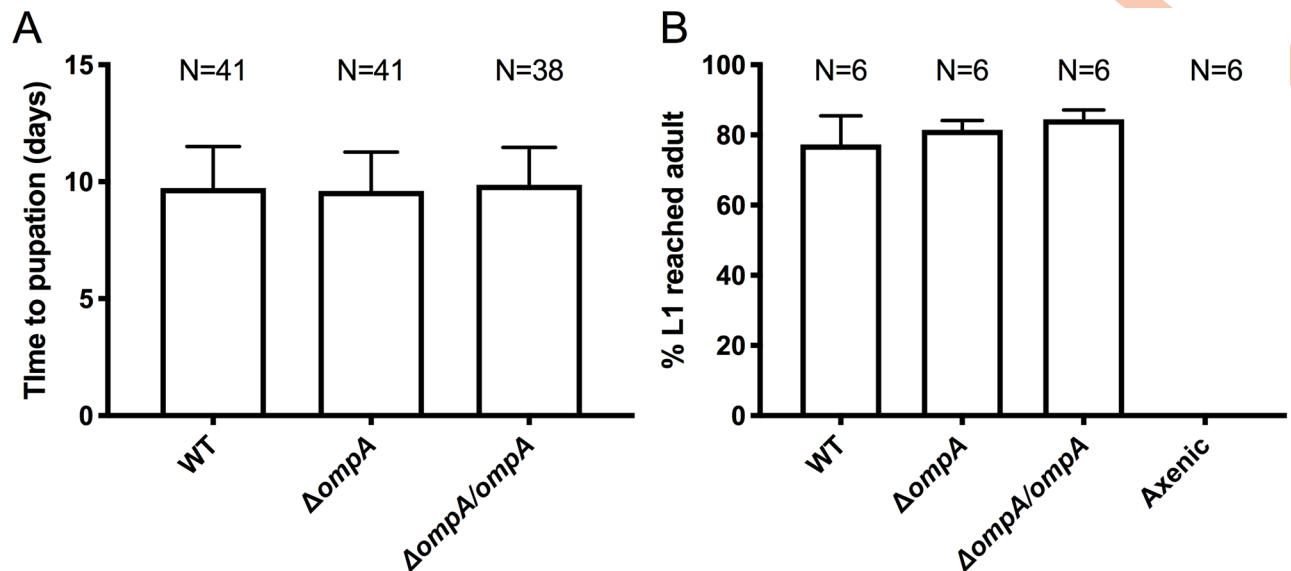 A
TIme to pupation (days)
15
10
5
0
N=41
N=41
N=38
WT
ΔompA
ΔompA/ompA
B
% L1 reached adult
100
80
60
40
20
0
N=6
N=6
N=6
N=6
WT
ΔompA
ΔompA/ompA
Axenic